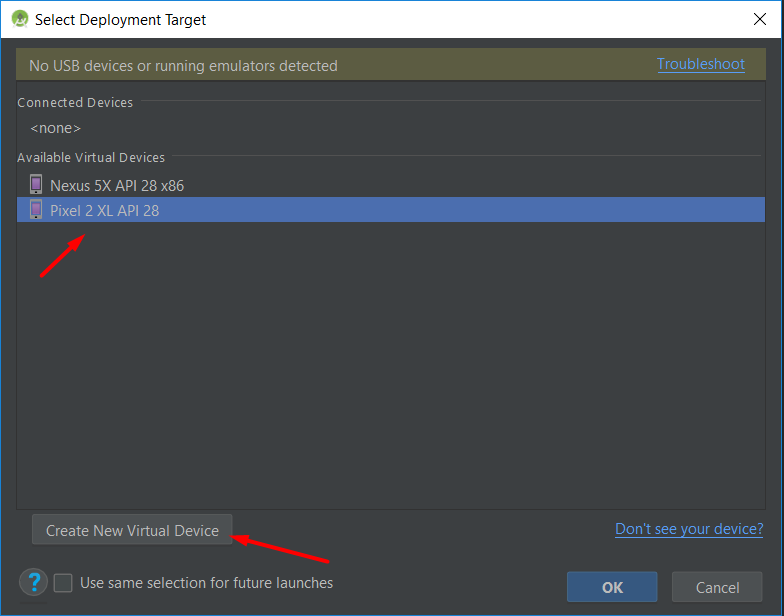 Select Deployment Target
No USB devices or running emulators detected
Troubleshoot
Connected Devices
<none>
Available Virtual Devices
Nexus 5X API 28 x86
Pixel 2 XL API 28
Create New Virtual Device
Don't see your device?
?
Use same selection for future launches
OK
Cancel